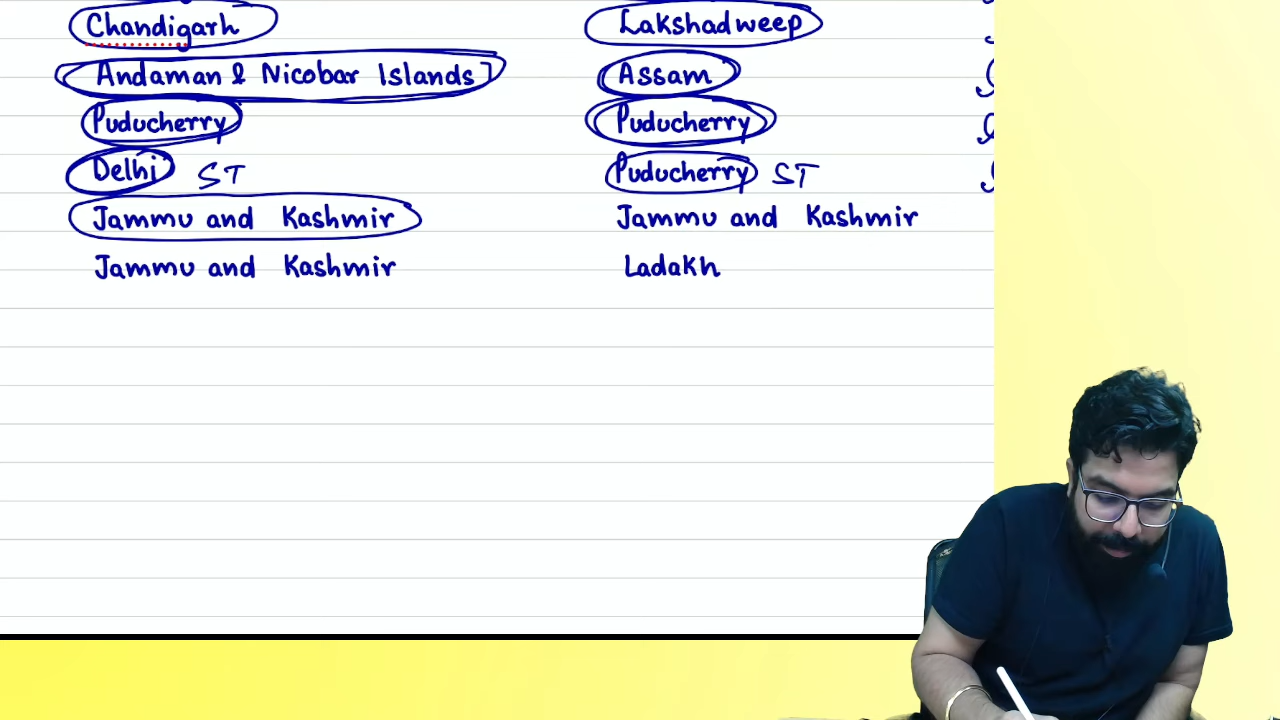 Chandigarh Lakshadweep
Andaman & Nicobar Islands Assam
Puducherry Puducherry
Delhi ST Puducherry ST
Jammu and Kashmir Jammu and Kashmir
Jammu and Kashmir Ladakh